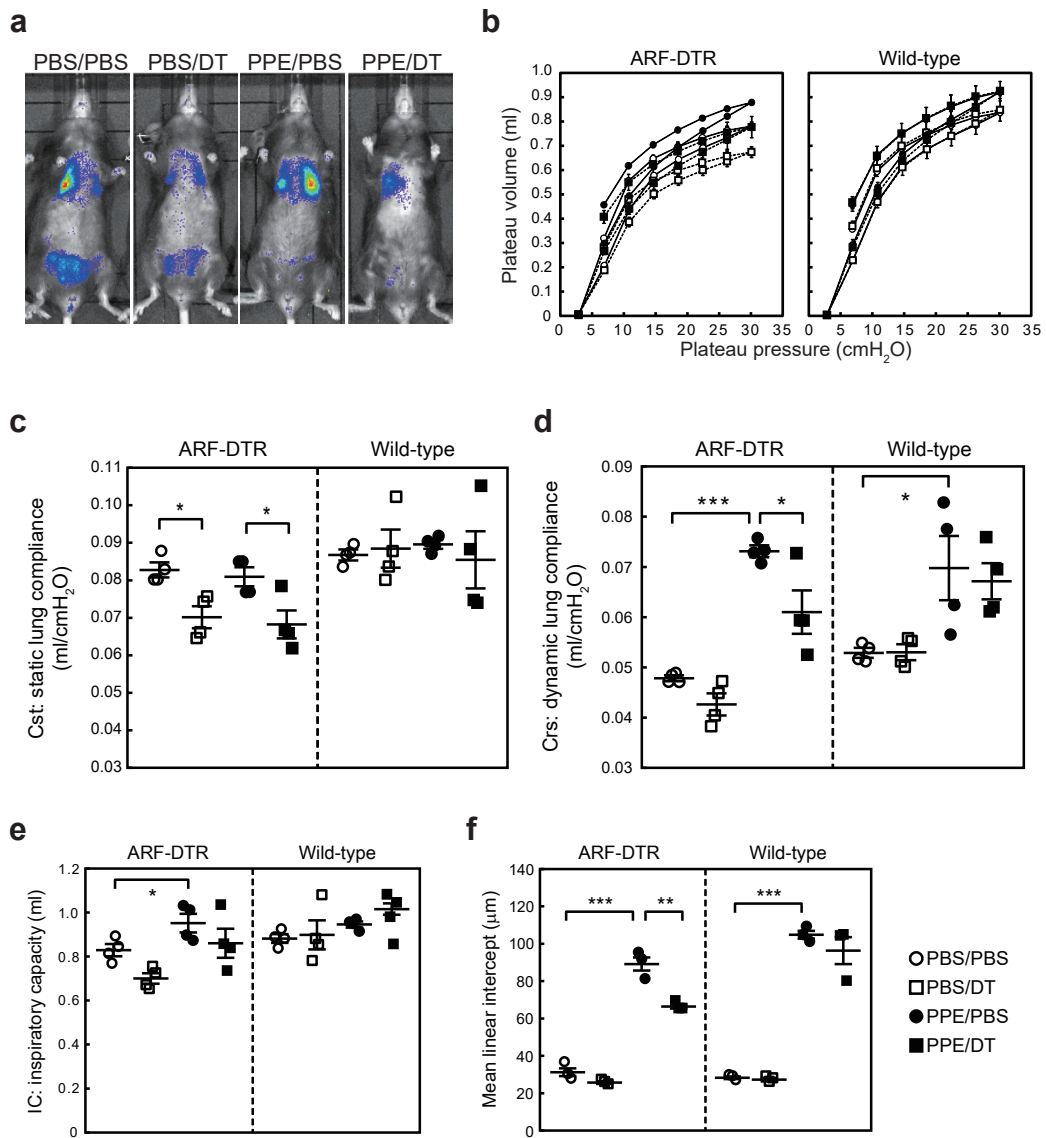 a
PBS/PBS PBS/DT PPE/PBS PPE/DT
b
ARF-DTR Wild-type
Plateau volume (ml)
1.0
0.9
0.8
0.7
0.6
0.5
0.4
0.3
0.2
0.1
0
0 5 10 15 20 25 30 35 0 5 10 15 20 25 30 35
Plateau pressure (cmH₂O)
c
ARF-DTR Wild-type
Cst: static lung compliance
(ml/cmH₂O)
0.11
0.09
0.08
0.07
0.06
0.05
0.04
0.03
* *
d
ARF-DTR Wild-type
Crs: dynamic lung compliance
(ml/cmH₂O)
0.09
0.08
0.07
0.06
0.05
0.04
0.03
*** * *
e
ARF-DTR Wild-type
IC: inspiratory capacity (ml)
1.2
1.0
0.8
0.6
0.4
0.2
0
*
f
ARF-DTR Wild-type
Mean linear intercept (μm)
140
120
100
80
60
40
20
0
*** ** ***
PBS/PBS
PBS/DT
PPE/PBS
PPE/DT